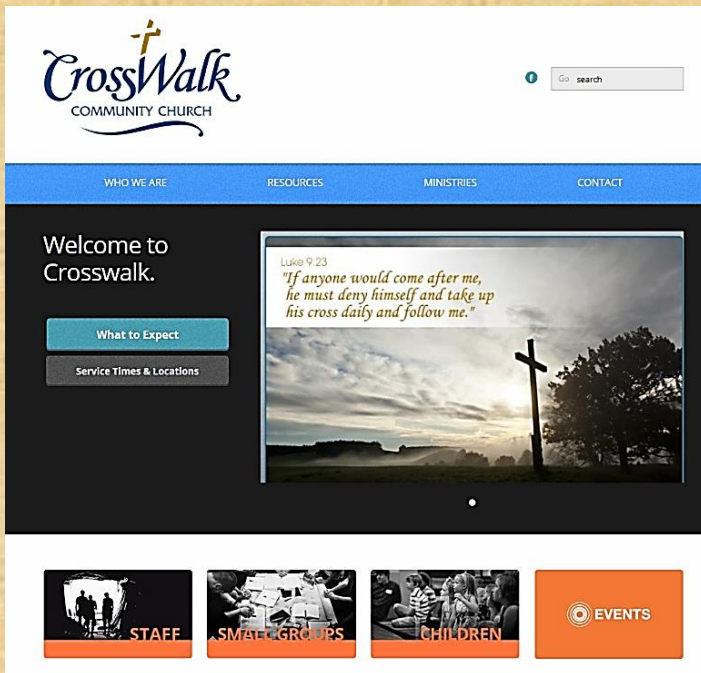 CrossWalk
COMMUNITY CHURCH
f
Go search
WHO WE ARE RESOURCES MINISTRIES CONTACT
Welcome to
Crosswalk.
What to Expect
Service Times & Locations
Luke 9:23
"If anyone would come after me,
he must deny himself and take up
his cross daily and follow me."
STAFF
SMALL GROUPS
CHILDREN
EVENTS